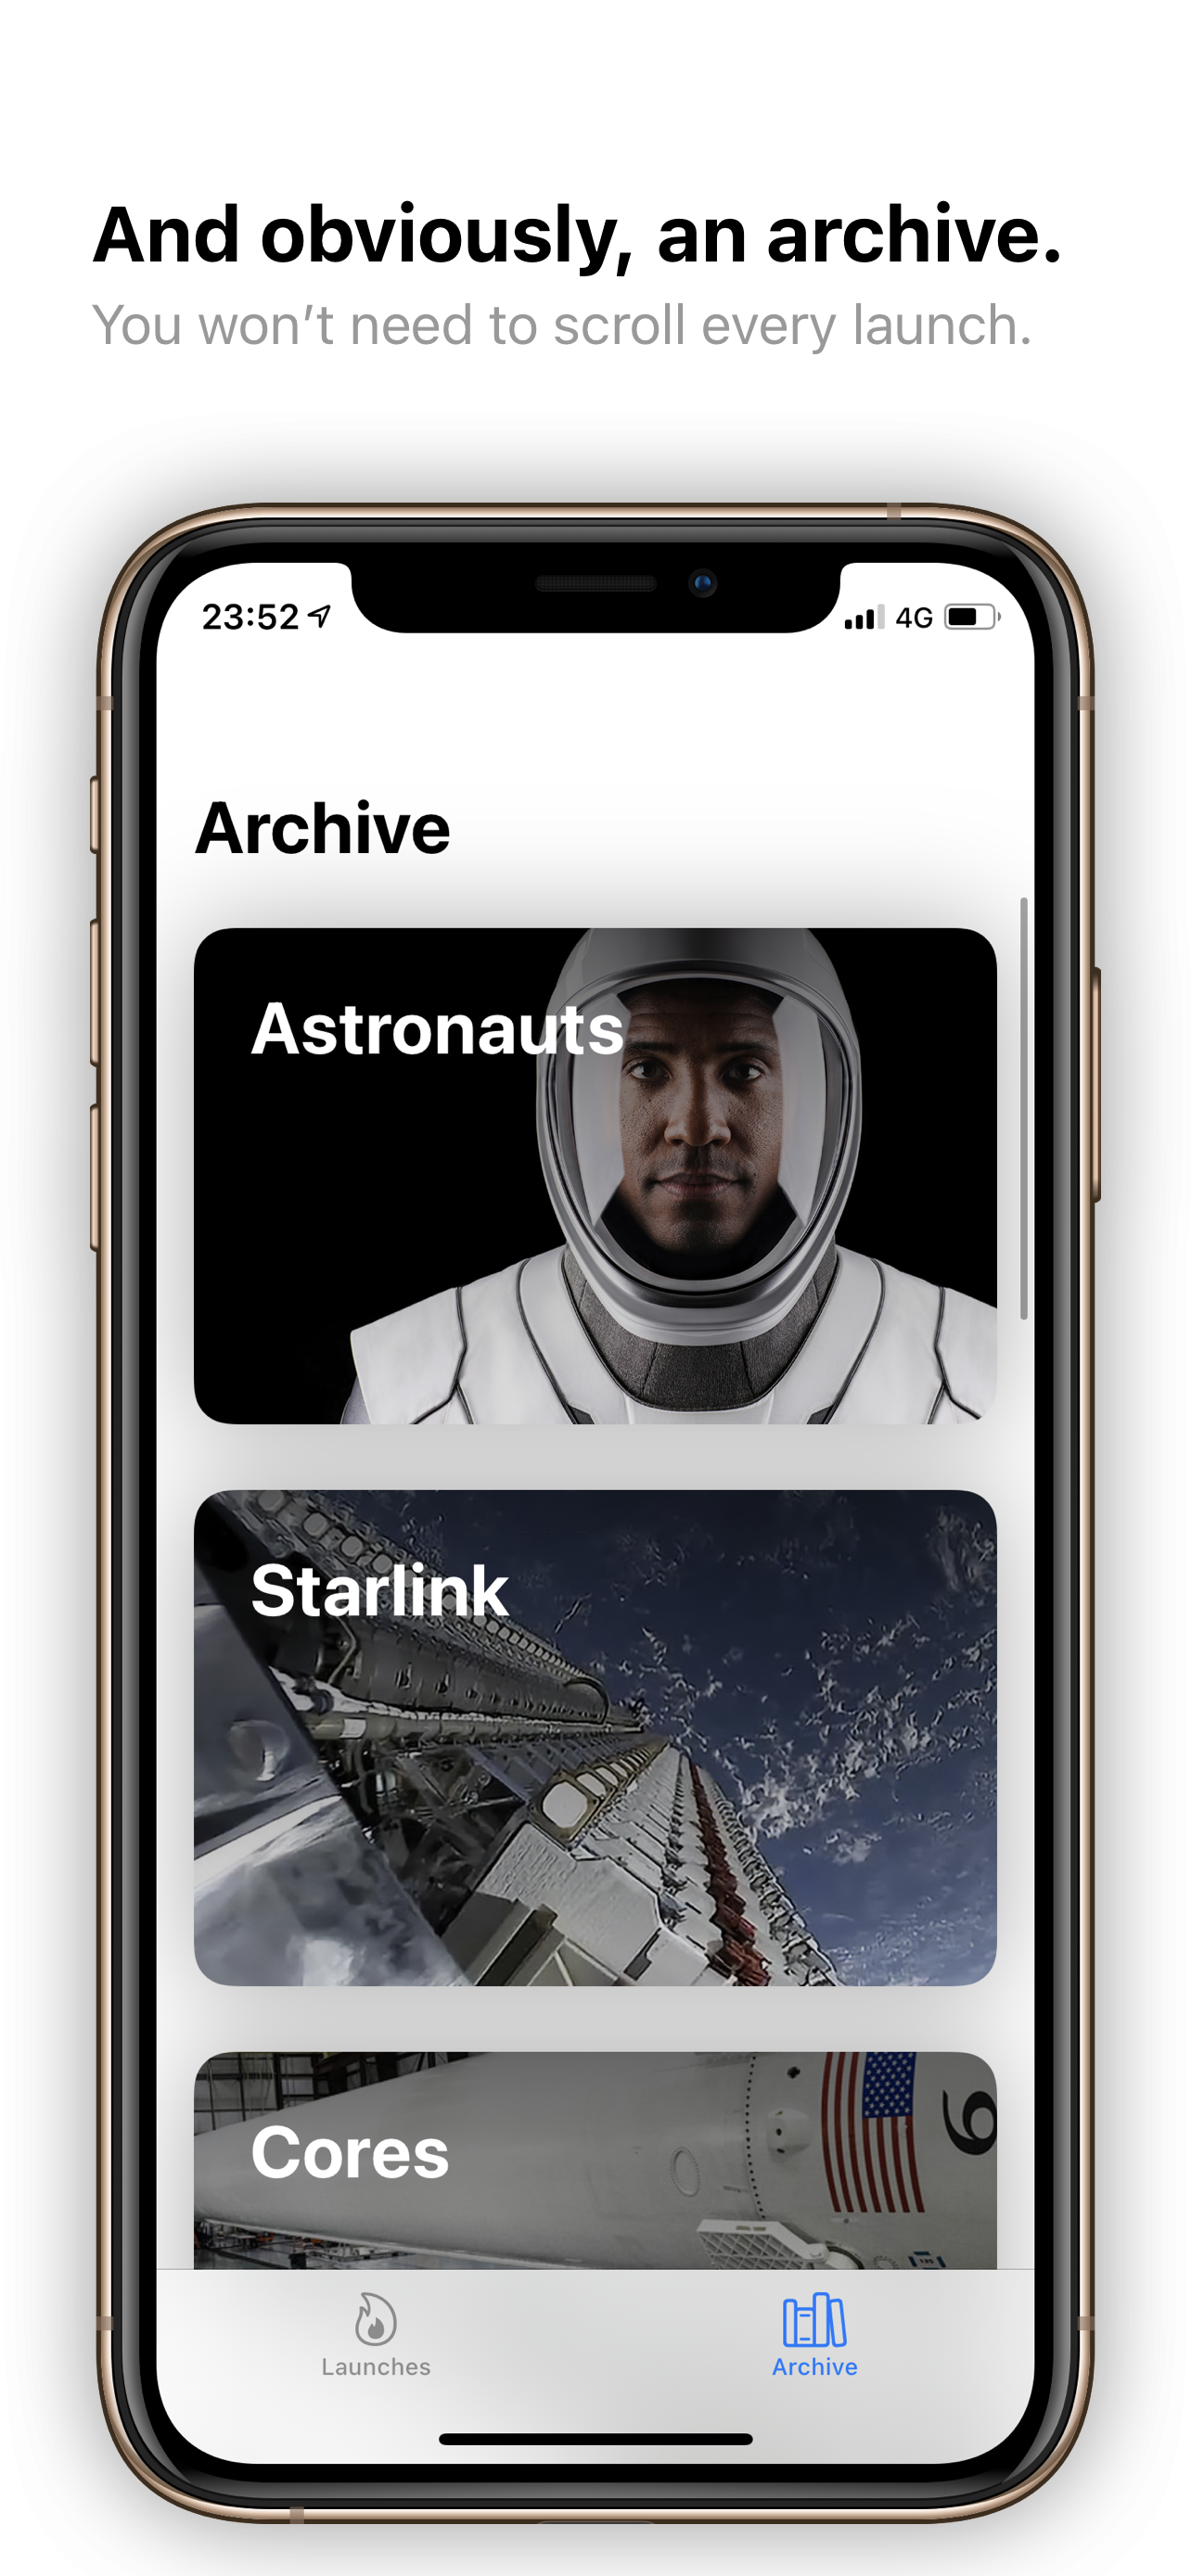 And obviously, an archive.
You won’t need to scroll every launch.
23:52
4G
Archive
Astronauts
Starlink
Cores
6
Launches
Archive